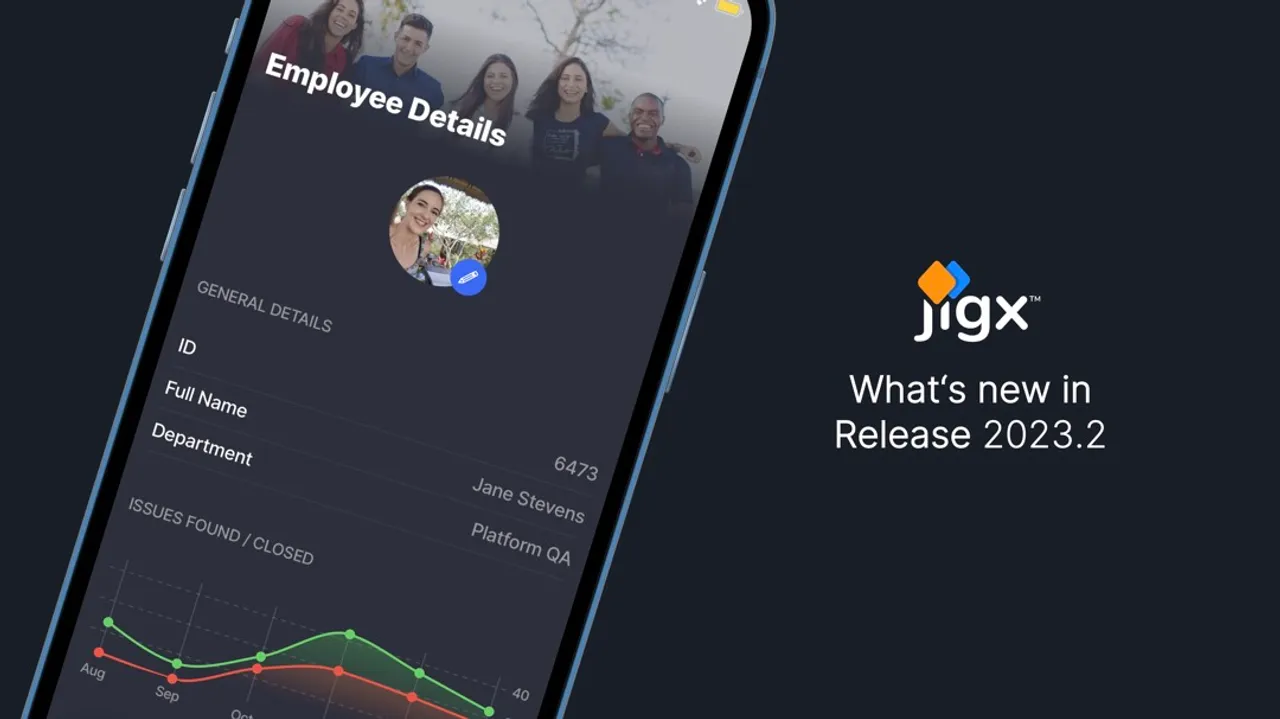 Employee Details
GENERAL DETAILS
ID
6473
Full Name
Jane Stevens
Department
Platform QA
ISSUES FOUND / CLOSED
Aug
Sep
Oct
40
jigx™
What‘s new in
Release 2023.2